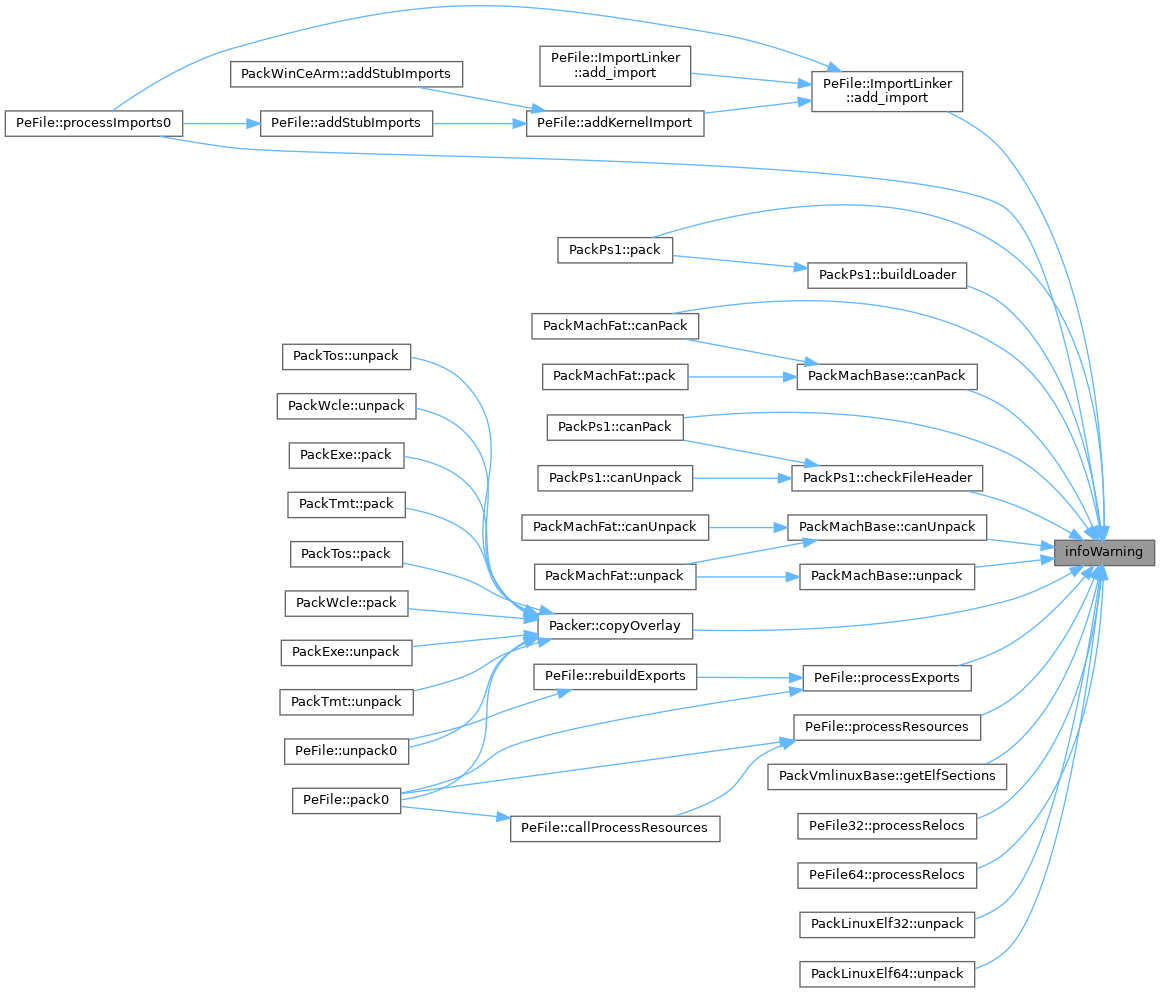 PeFile::ImportLinker
::add_import
PackWinCeArm::addStubImports
PeFile::ImportLinker
::add_import
PeFile::processImports0
PeFile::addStubImports
PeFile::addKernelImport
PackPs1::pack
PackPs1::buildLoader
PackMachFat::canPack
PackTos::unpack
PackMachFat::pack
PackMachBase::canPack
PackWcle::unpack
PackPs1::canPack
PackExe::pack
PackPs1::canUnpack
PackPs1::checkFileHeader
PackTmt::pack
PackMachFat::canUnpack
PackMachBase::canUnpack
PackTos::pack
infoWarning
PackMachFat::unpack
PackMachBase::unpack
PackWcle::pack
Packer::copyOverlay
PackExe::unpack
PeFile::rebuildExports
PeFile::processExports
PackTmt::unpack
PeFile::processResources
PeFile::unpack0
PackVmlinuxBase::getElfSections
PeFile::pack0
PeFile::callProcessResources
PeFile32::processRelocs
PeFile64::processRelocs
PackLinuxElf32::unpack
PackLinuxElf64::unpack